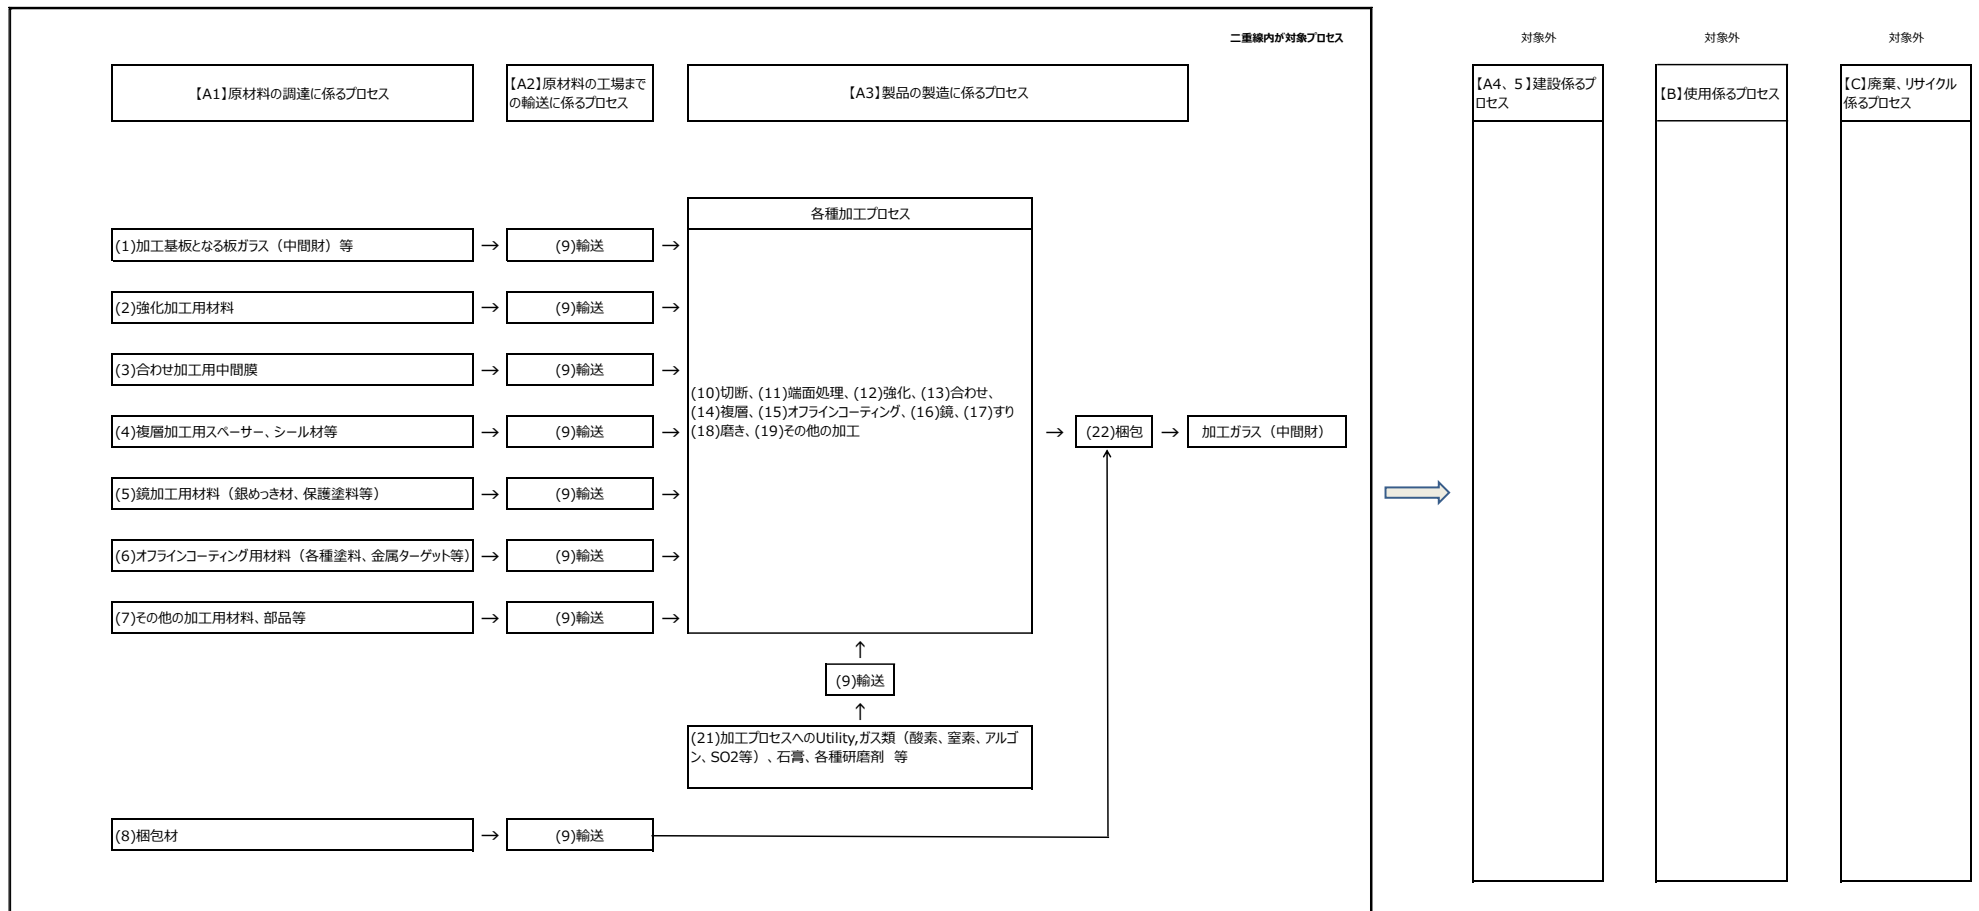 二重線内が対象プロセス
対象外
対象外
対象外
【A1】原材料の調達に係るプロセス
【A2】原材料の工場まで
の輸送に係るプロセス
【A3】製品の製造に係るプロセス
【A4、5】建設係るプ
ロセス
【B】使用係るプロセス
【C】廃棄、リサイクル
係るプロセス
各種加工プロセス
(1)加工基板となる板ガラス（中間財）等
→
(9)輸送
→
(2)強化加工用材料
→
(9)輸送
→
(3)合わせ加工用中間膜
→
(9)輸送
→
(10)切断、(11)端面処理、(12)強化、(13)合わせ、
(14)複層、(15)オフラインコーティング、(16)鏡、(17)すり
(18)磨き、(19)その他の加工
(4)複層加工用スペーサー、シール材等
→
(9)輸送
→
→
(22)梱包
→
加工ガラス（中間財）
(5)鏡加工用材料（銀めっき材、保護塗料等）
→
(9)輸送
→
(6)オフラインコーティング用材料（各種塗料、金属ターゲット等）
→
(9)輸送
→
(7)その他の加工用材料、部品等
→
(9)輸送
→
↑
(9)輸送
↑
(21)加工プロセスへのUtility,ガス類（酸素、窒素、アルゴ
ン、SO2等）、石膏、各種研磨剤　等
(8)梱包材
→
(9)輸送